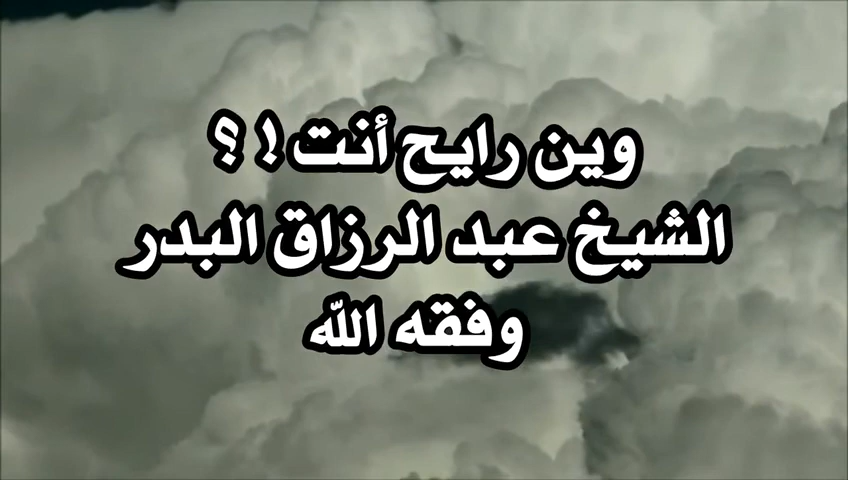 وين رايح أنت ! ؟
الشيخ عبد الرزاق البدر
وفقه الله